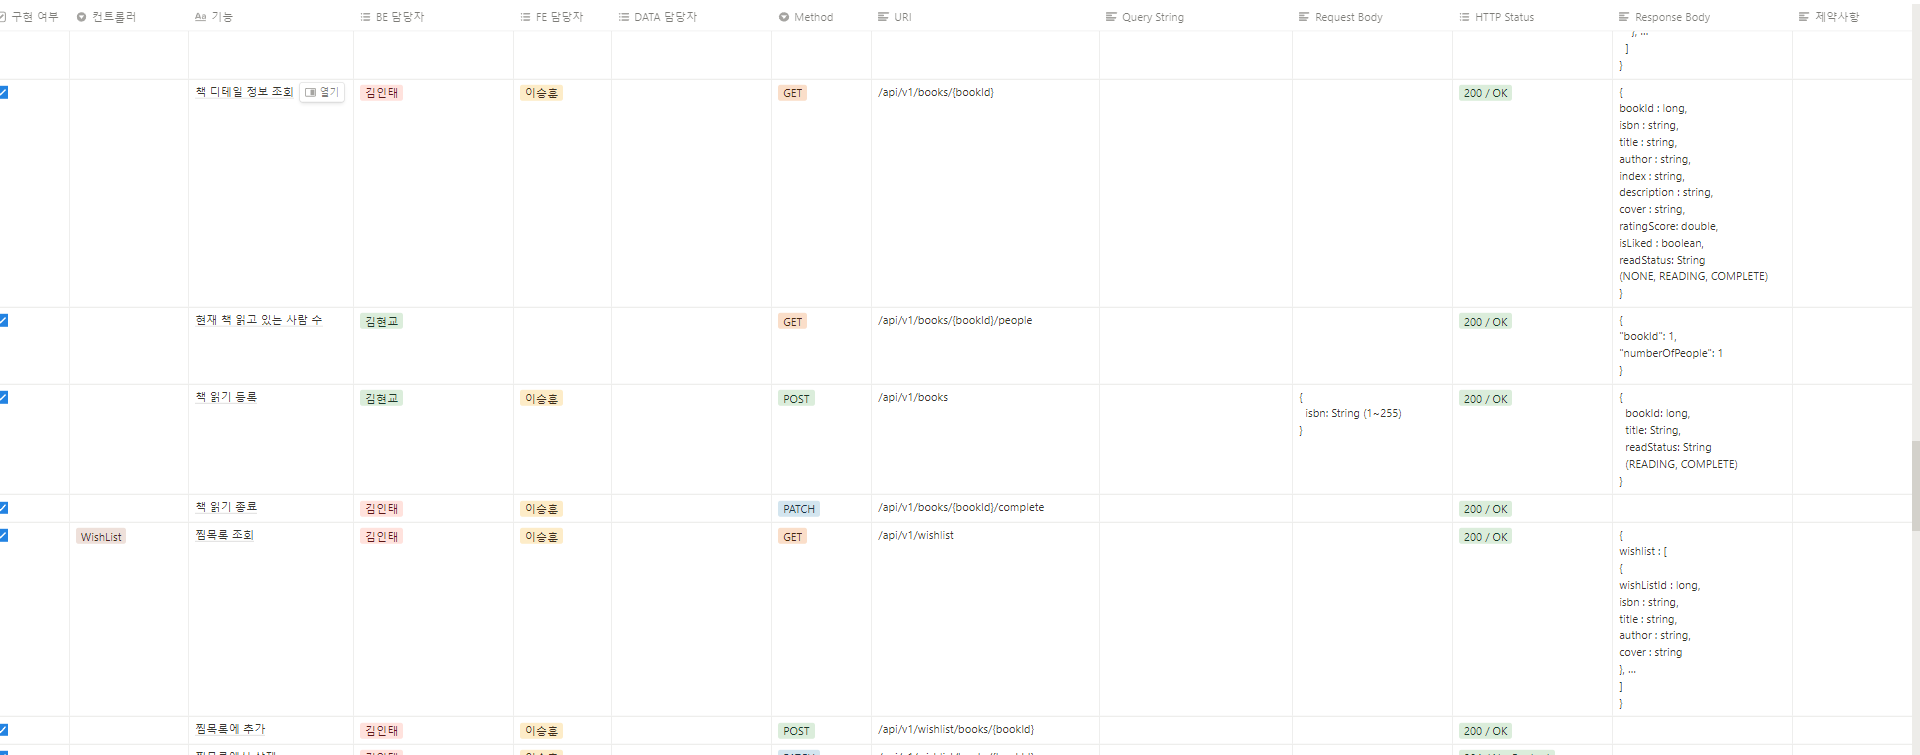 구현 여부 컨트롤러 Aa 기능 BE 담당자 FE 담당자 DATA 담당자 Method URI Query String Request Body HTTP Status Response Body 제약사항
}, ...
]
}
책 디테일 정보 조회 열기 김인태 이승훈 GET /api/v1/books/{bookId} 200 / OK {
bookId : long,
isbn : string,
title : string,
author : string,
index : string,
description : string,
cover : string,
ratingScore: double,
isLiked : boolean,
readStatus: String
(NONE, READING, COMPLETE)
}
현재 책 읽고 있는 사람 수 김현교 GET /api/v1/books/{bookId}/people 200 / OK {
"bookId": 1,
"numberOfPeople": 1
}
책 읽기 등록 김현교 이승훈 POST /api/v1/books { 200 / OK {
isbn: String (1~255) bookId: long,
} title: String,
readStatus: String
(READING, COMPLETE)
}
책 읽기 종료 김인태 이승훈 PATCH /api/v1/books/{bookId}/complete 200 / OK
WishList 찜목록 조회 김인태 이승훈 GET /api/v1/wishlist 200 / OK {
wishlist : [
{
wishListId : long,
isbn : string,
title : string,
author : string,
cover : string
}, ...
]
}
찜목록에 추가 김인태 이승훈 POST /api/v1/wishlist/books/{bookId} 200 / OK